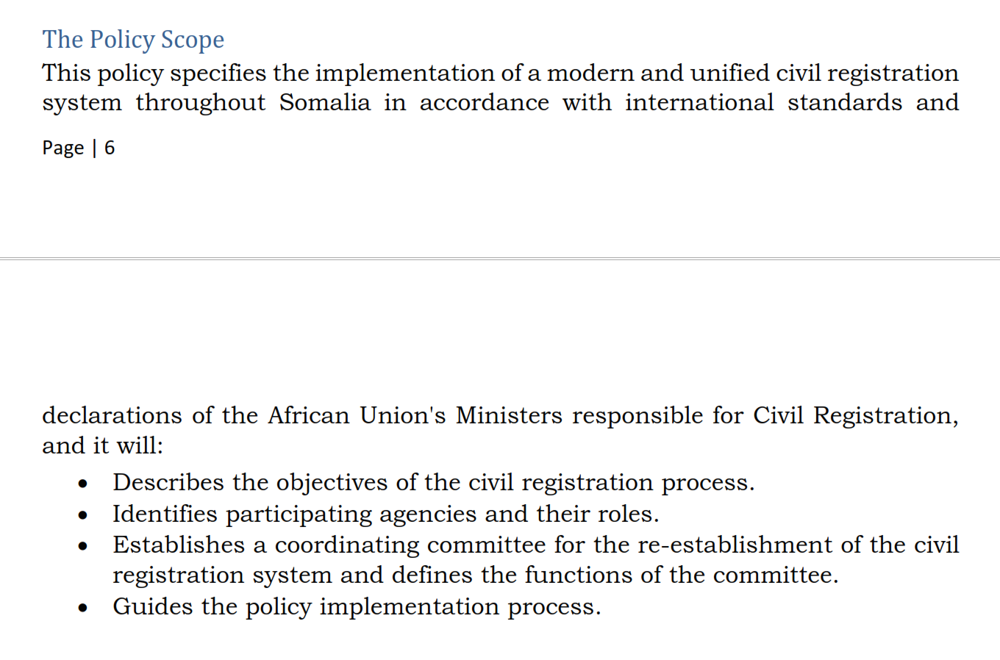 The Policy Scope
This policy specifies the implementation of a modern and unified civil registration
system throughout Somalia in accordance with international standards and
Page | 6
declarations of the African Union's Ministers responsible for Civil Registration,
and it will:
• Describes the objectives of the civil registration process.
• Identifies participating agencies and their roles.
• Establishes a coordinating committee for the re-establishment of the civil
registration system and defines the functions of the committee.
• Guides the policy implementation process.